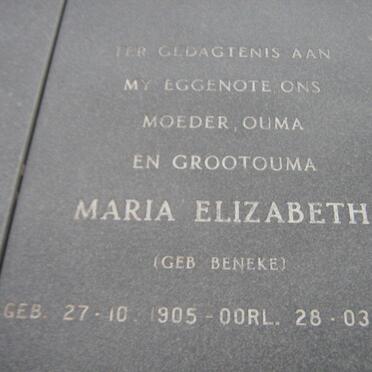 TER GEDAGTENIS AAN
MY EGGENOTE, ONS
MOEDER, OUMA
EN GROOTOUMA
MARIA ELIZABETH
(GEB. BENEKE)
GEB. 27·10·1905 - OORL. 28·03